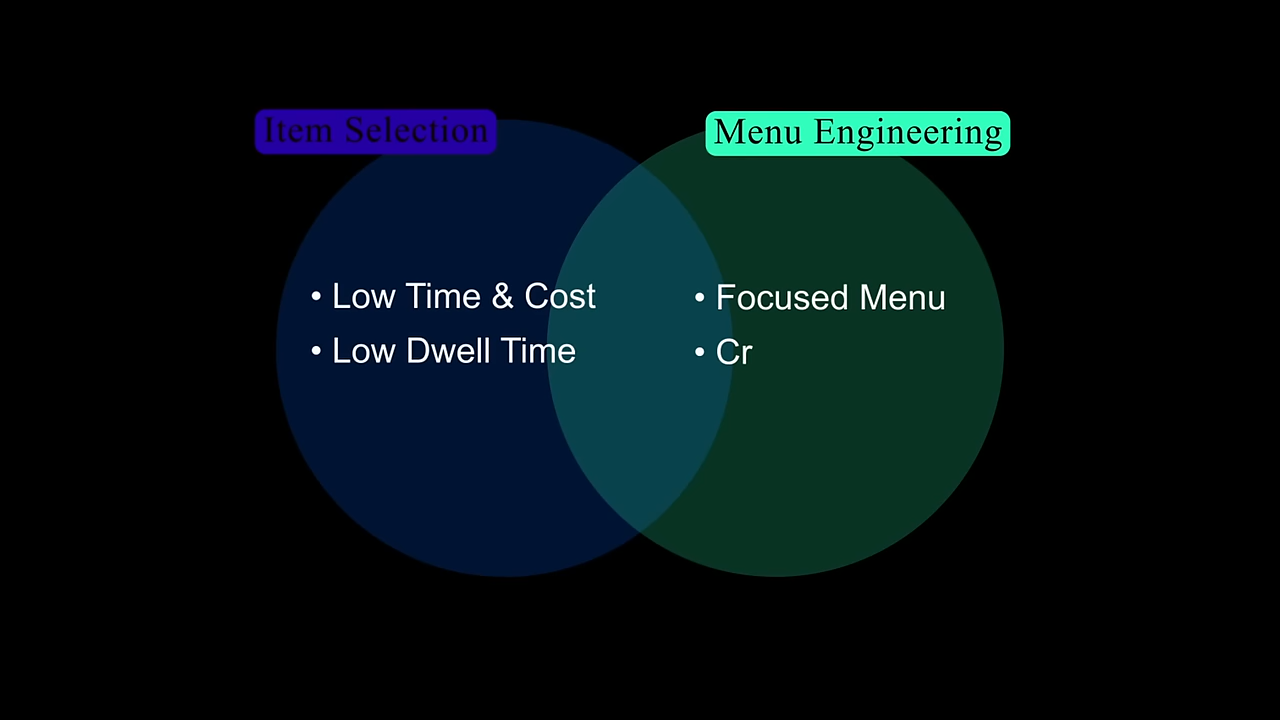 Item Selection
Menu Engineering
• Low Time & Cost
• Low Dwell Time
• Focused Menu
• Cr